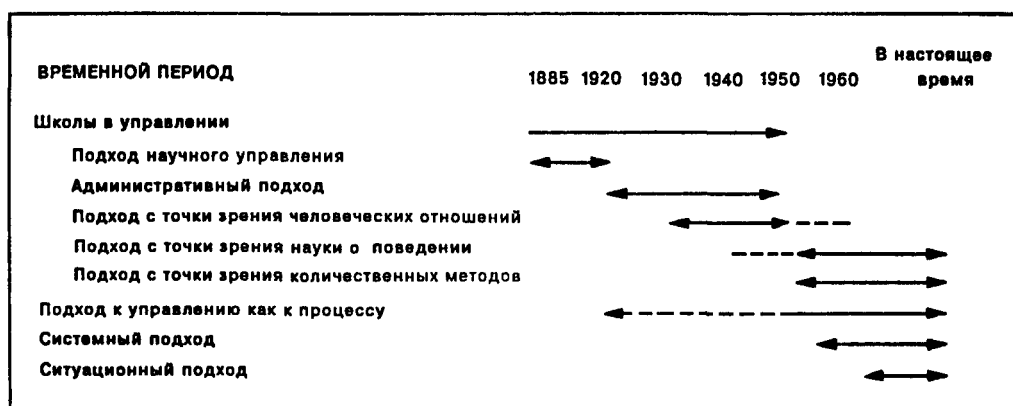 В настоящее
ВРЕМЕННОЙ ПЕРИОД 1885 1920 1930 1940 1950 1960 время
Школы в управлении
Подход научного управления
Административный подход
Подход с точки зрения человеческих отношений
Подход с точки зрения науки о поведении
Подход с точки зрения количественных методов
Подход к управлению как к процессу
Системный подход
Ситуационный подход